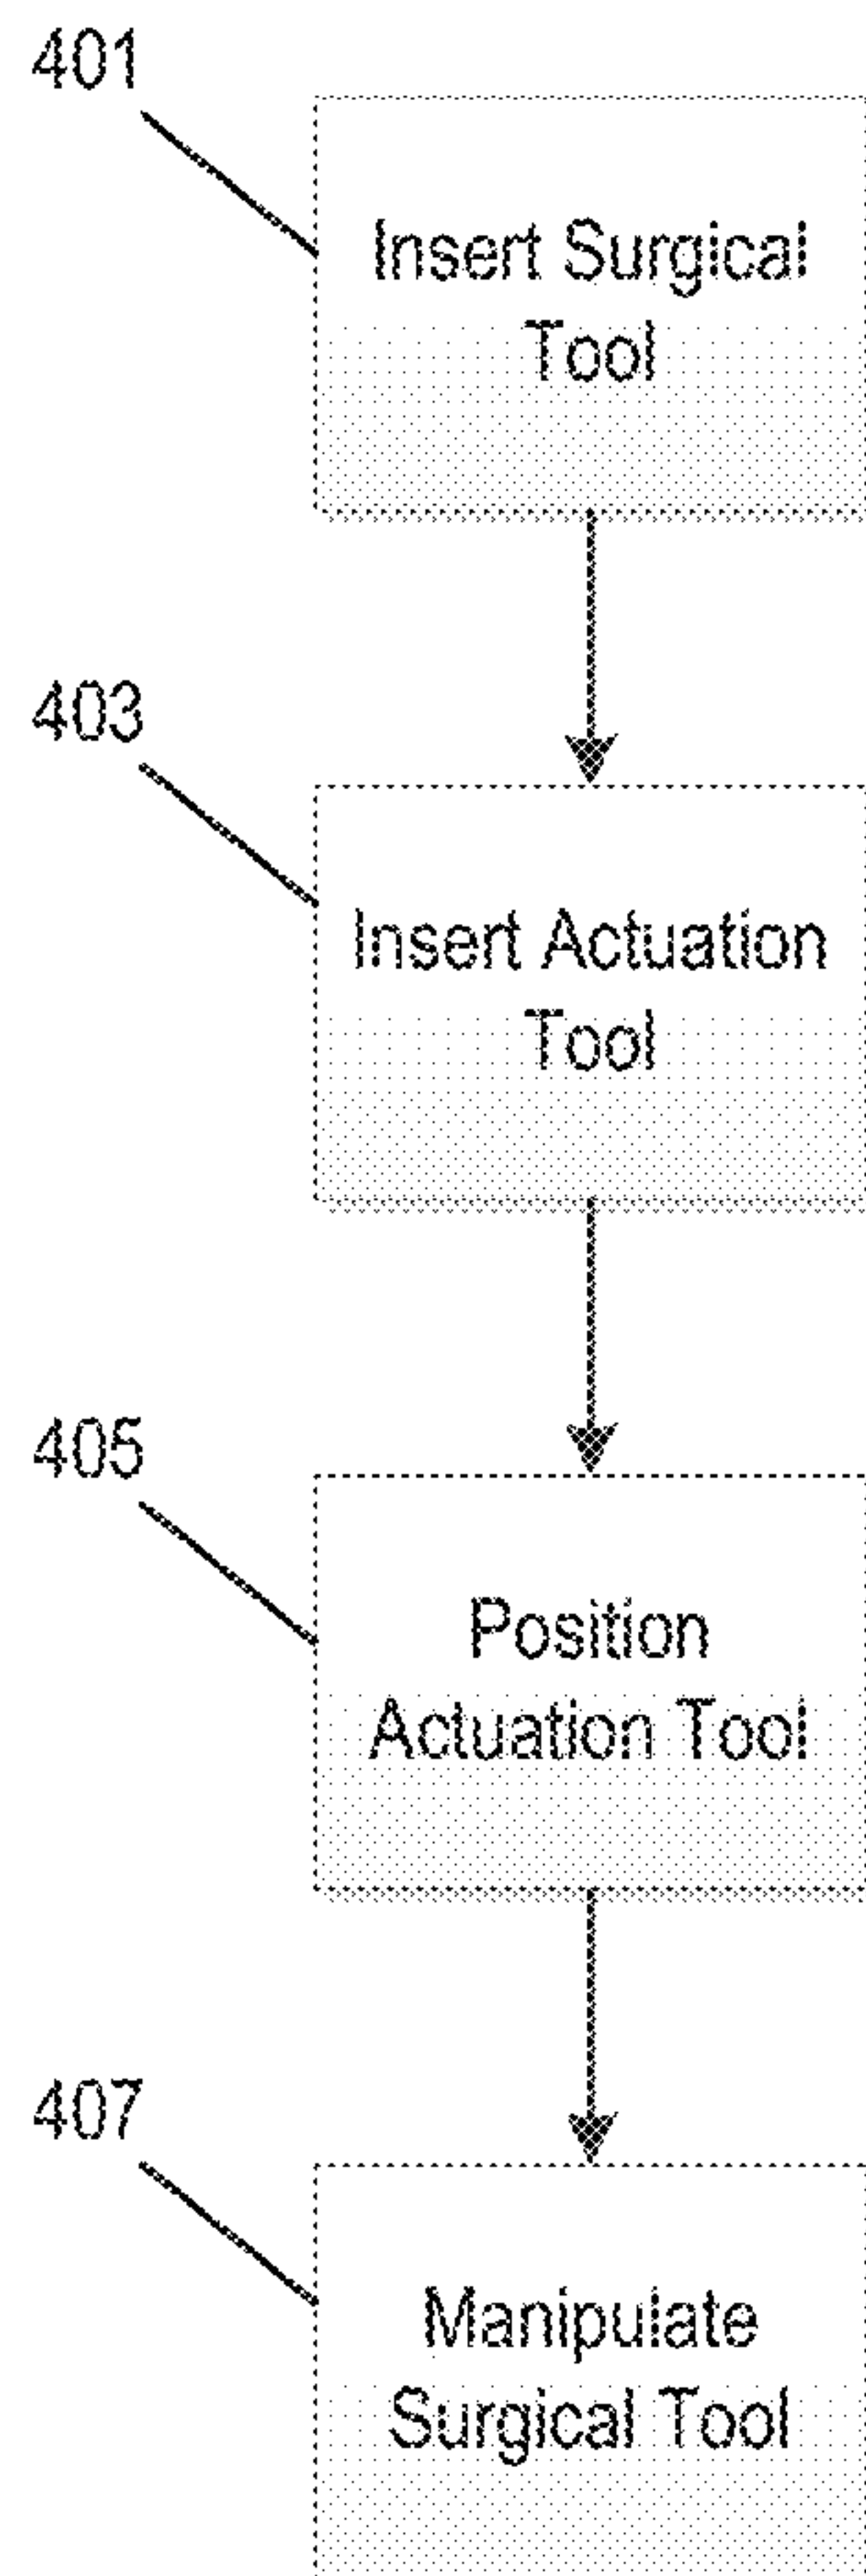 401
Insert Surgical
Tool
403
Insert Actuation
Tool
405
Position
Actuation Tool
407
Manipulate
Surgical Tool